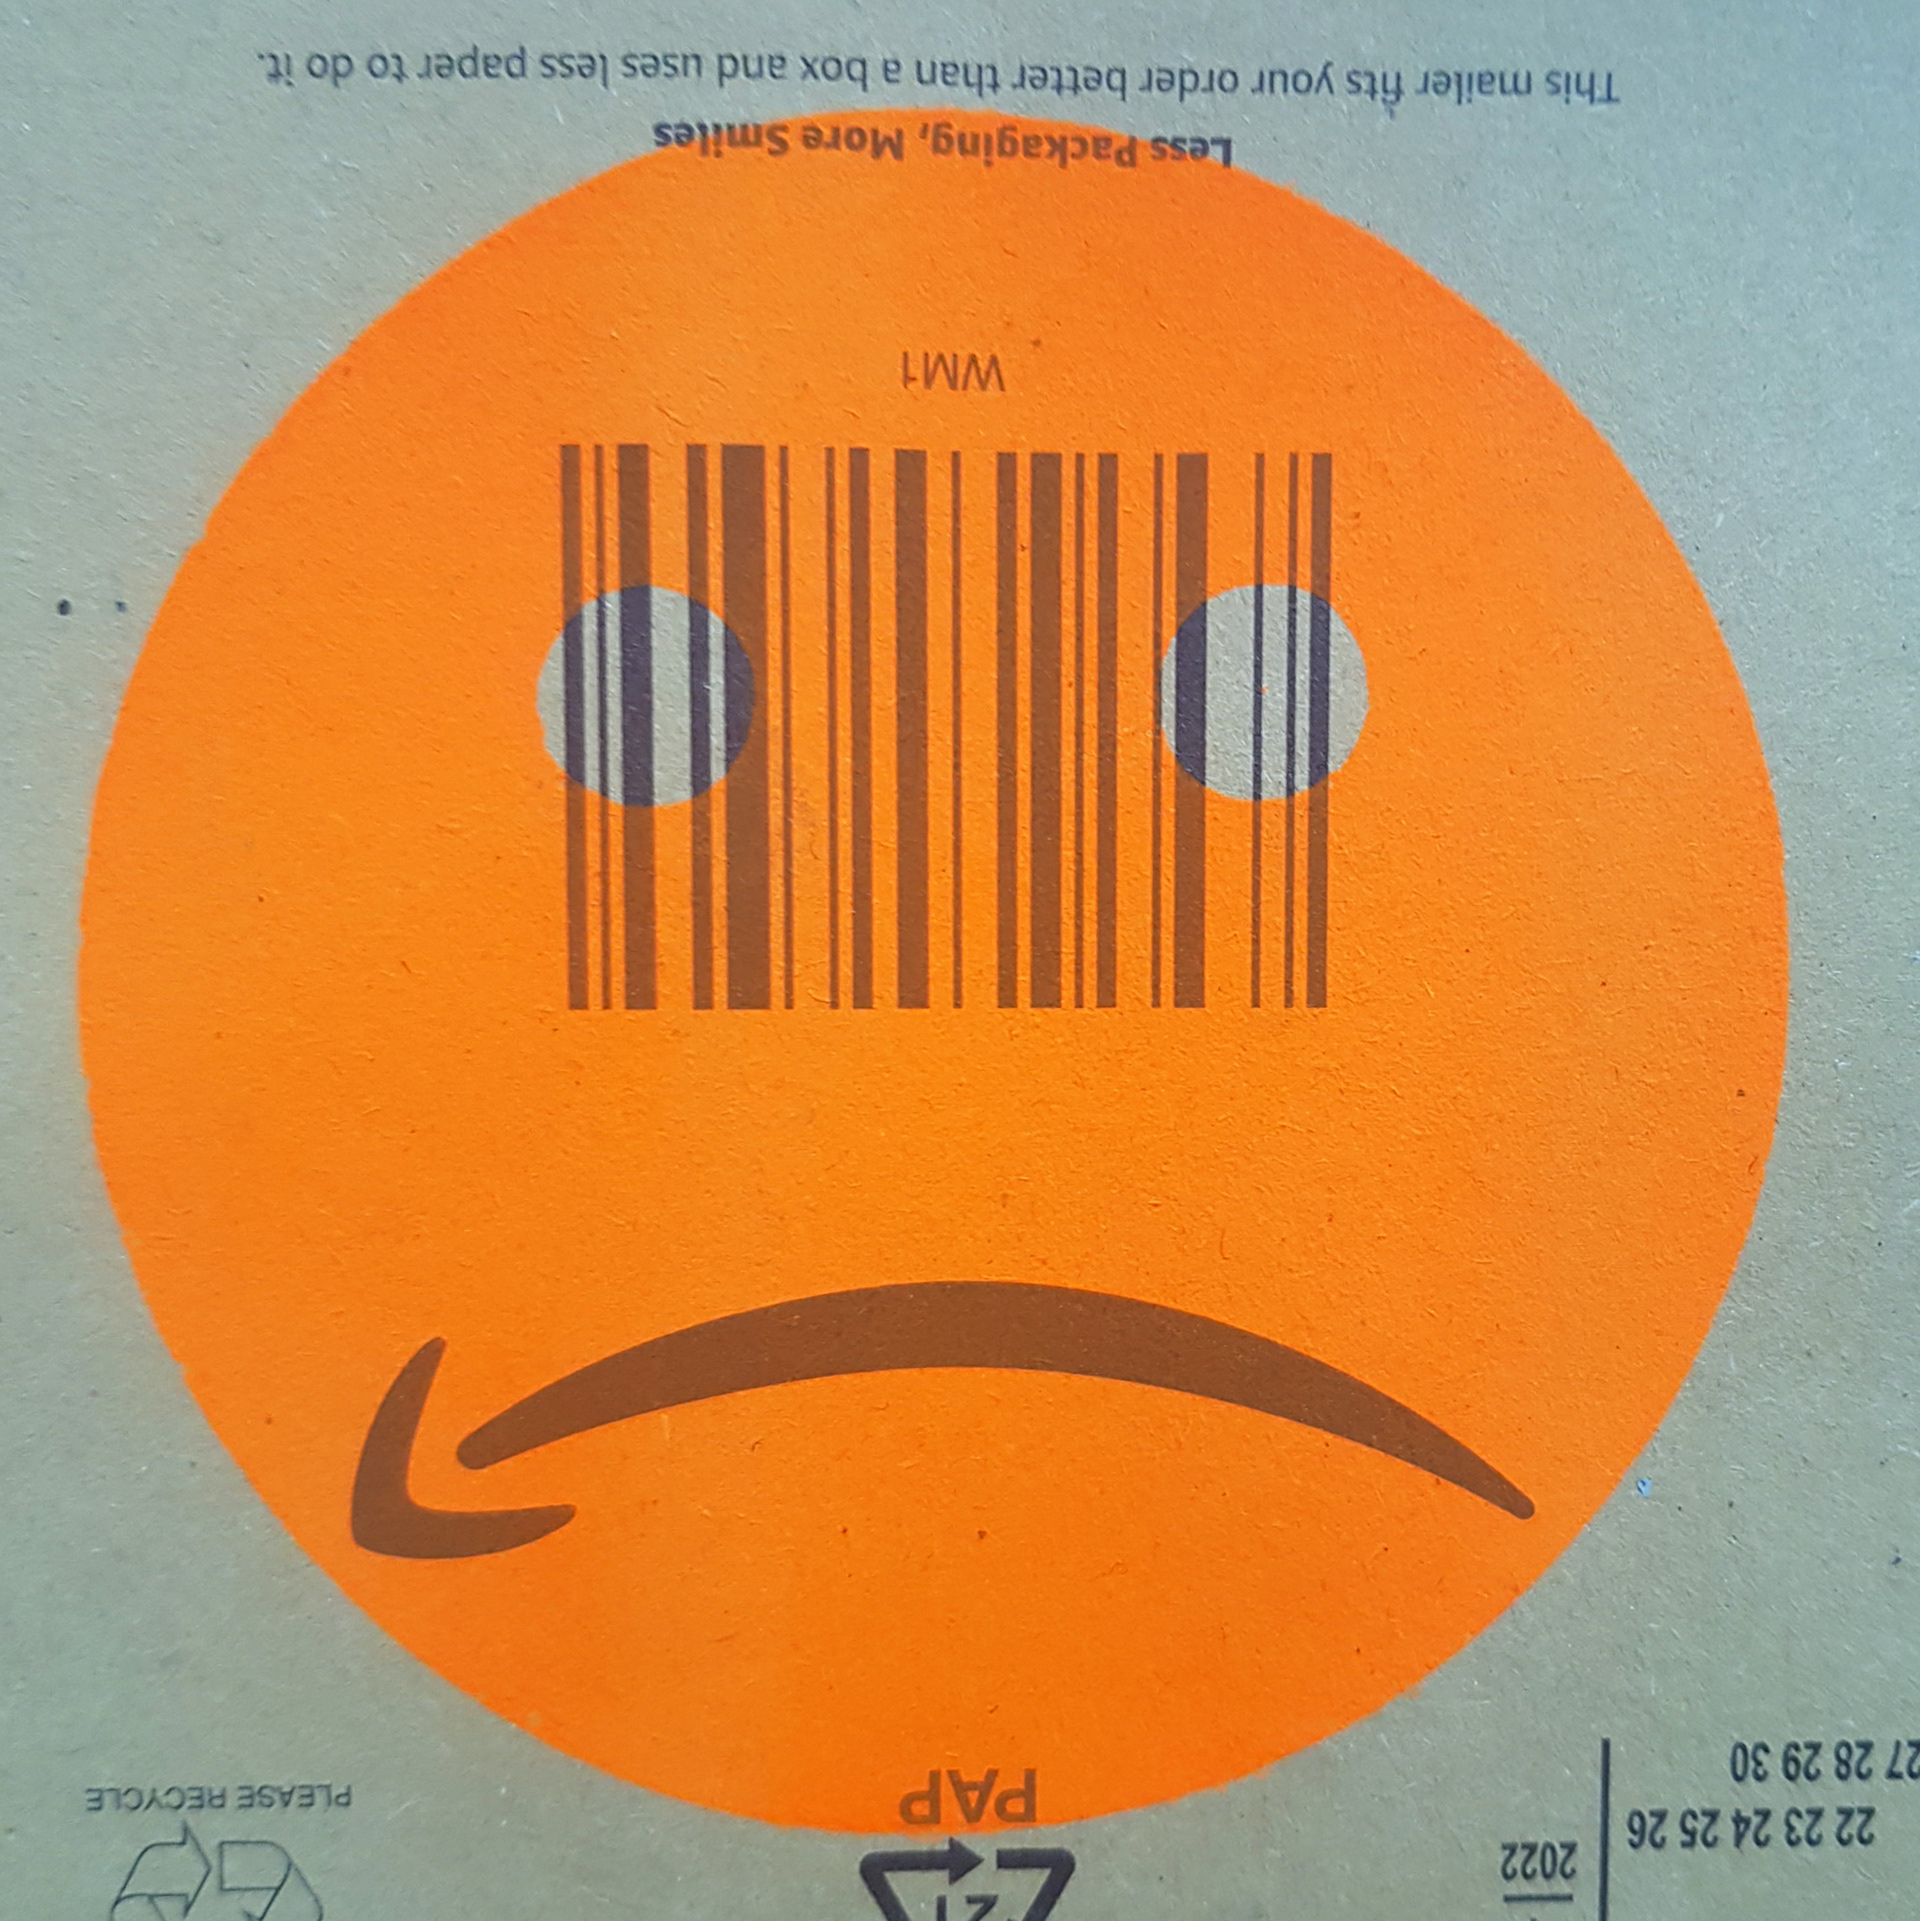 22 23 24 25 26
27 28 29 30
2022
21
PAP
PLEASE RECYCLE
WM1
Less Packaging, More Smiles
This mailer fits your order better than a box and uses less paper to do it.